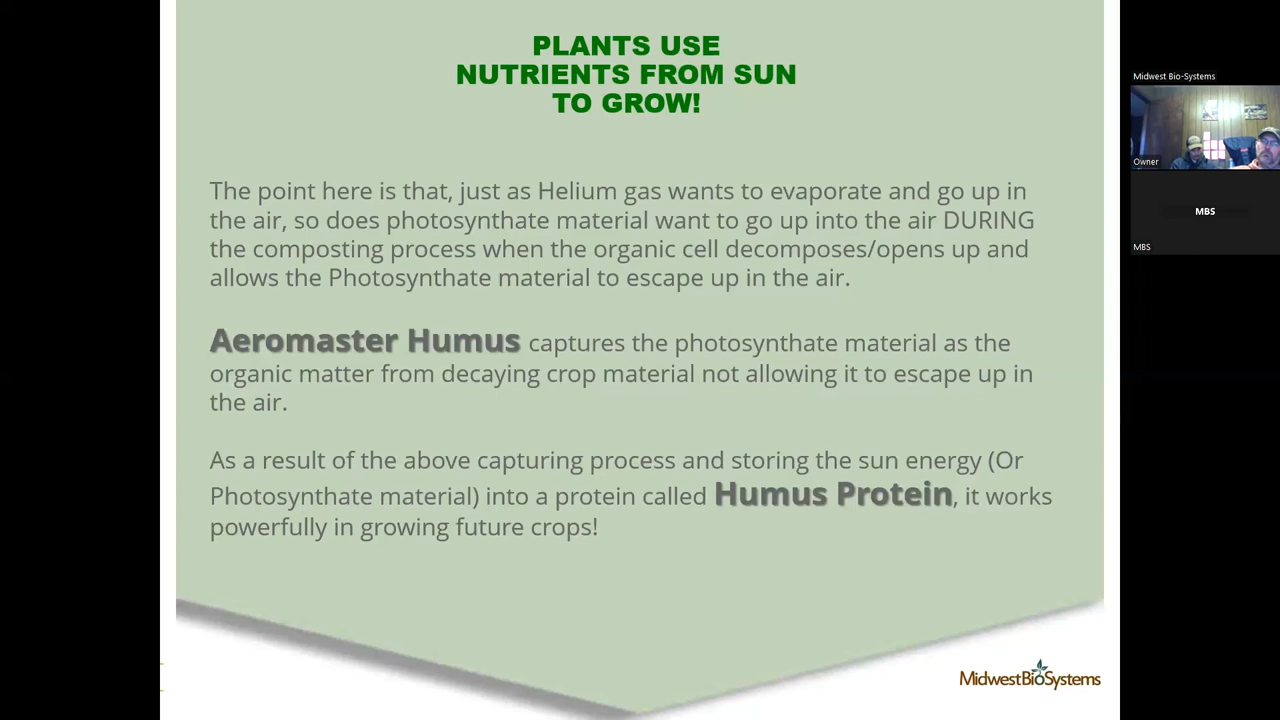 PLANTS USE
NUTRIENTS FROM SUN
TO GROW!
The point here is that, just as Helium gas wants to evaporate and go up in
the air, so does photosynthate material want to go up into the air DURING
the composting process when the organic cell decomposes/opens up and
allows the Photosynthate material to escape up in the air.
Aeromaster Humus captures the photosynthate material as the
organic matter from decaying crop material not allowing it to escape up in
the air.
As a result of the above capturing process and storing the sun energy (Or
Photosynthate material) into a protein called Humus Protein, it works
powerfully in growing future crops!
MidwestBioSystems
Midwest Bio-Systems
Owner
MBS
MBS